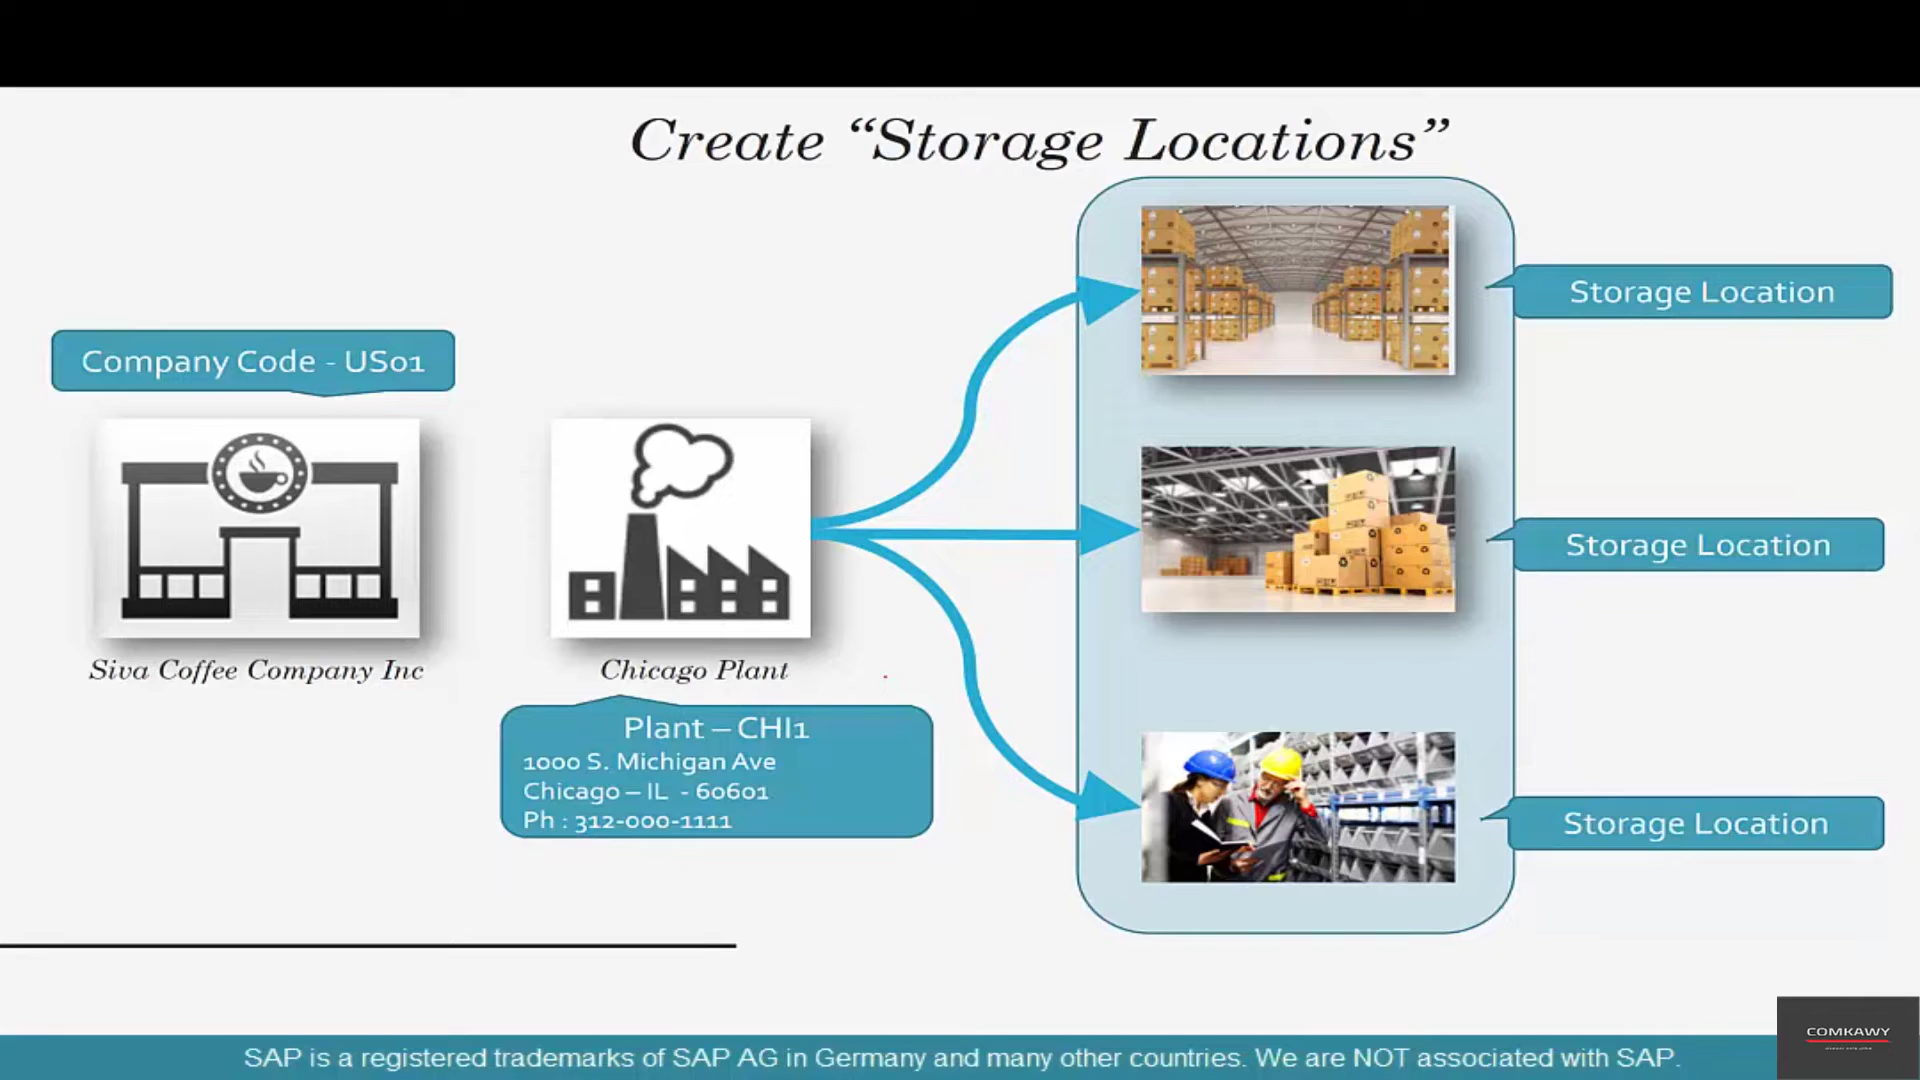 Create “Storage Locations”
Storage Location
Company Code - US01
Storage Location
Siva Coffee Company Inc
Chicago Plant
Plant – CHI1
1000 S. Michigan Ave
Chicago – IL - 60601
Ph : 312-000-1111
Storage Location
COMKAWY
SAP is a registered trademarks of SAP AG in Germany and many other countries. We are NOT associated with SAP.